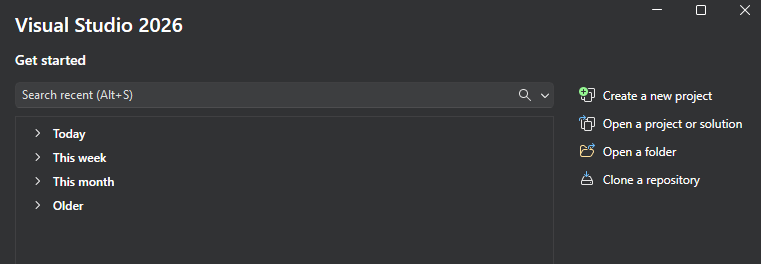 Visual Studio 2026
Get started
Search recent (Alt+S)
Today
This week
This month
Older
Create a new project
Open a project or solution
Open a folder
Clone a repository